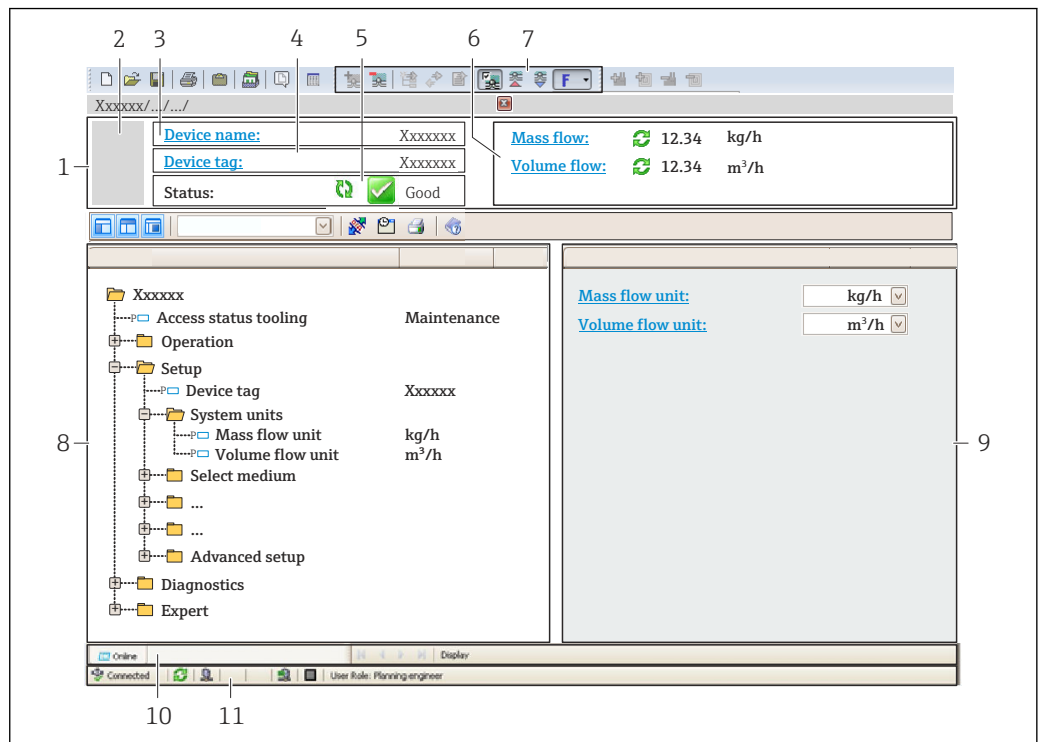 2 3 4 5 6 7
F
Xxxxxx/.../.../
1
Device name: Xxxxxxx
Device tag: Xxxxxxx
Status: Good
Mass flow: 12.34 kg/h
Volume flow: 12.34 m³/h
Xxxxxx
P Access status tooling Maintenance
Operation
Setup
P Device tag Xxxxxx
System units
P Mass flow unit kg/h
P Volume flow unit m³/h
Select medium
...
...
Advanced setup
Diagnostics
Expert
8
Mass flow unit: kg/h
Volume flow unit: m³/h
9
Online Display
Connected User Role: Planning engineer
10 11